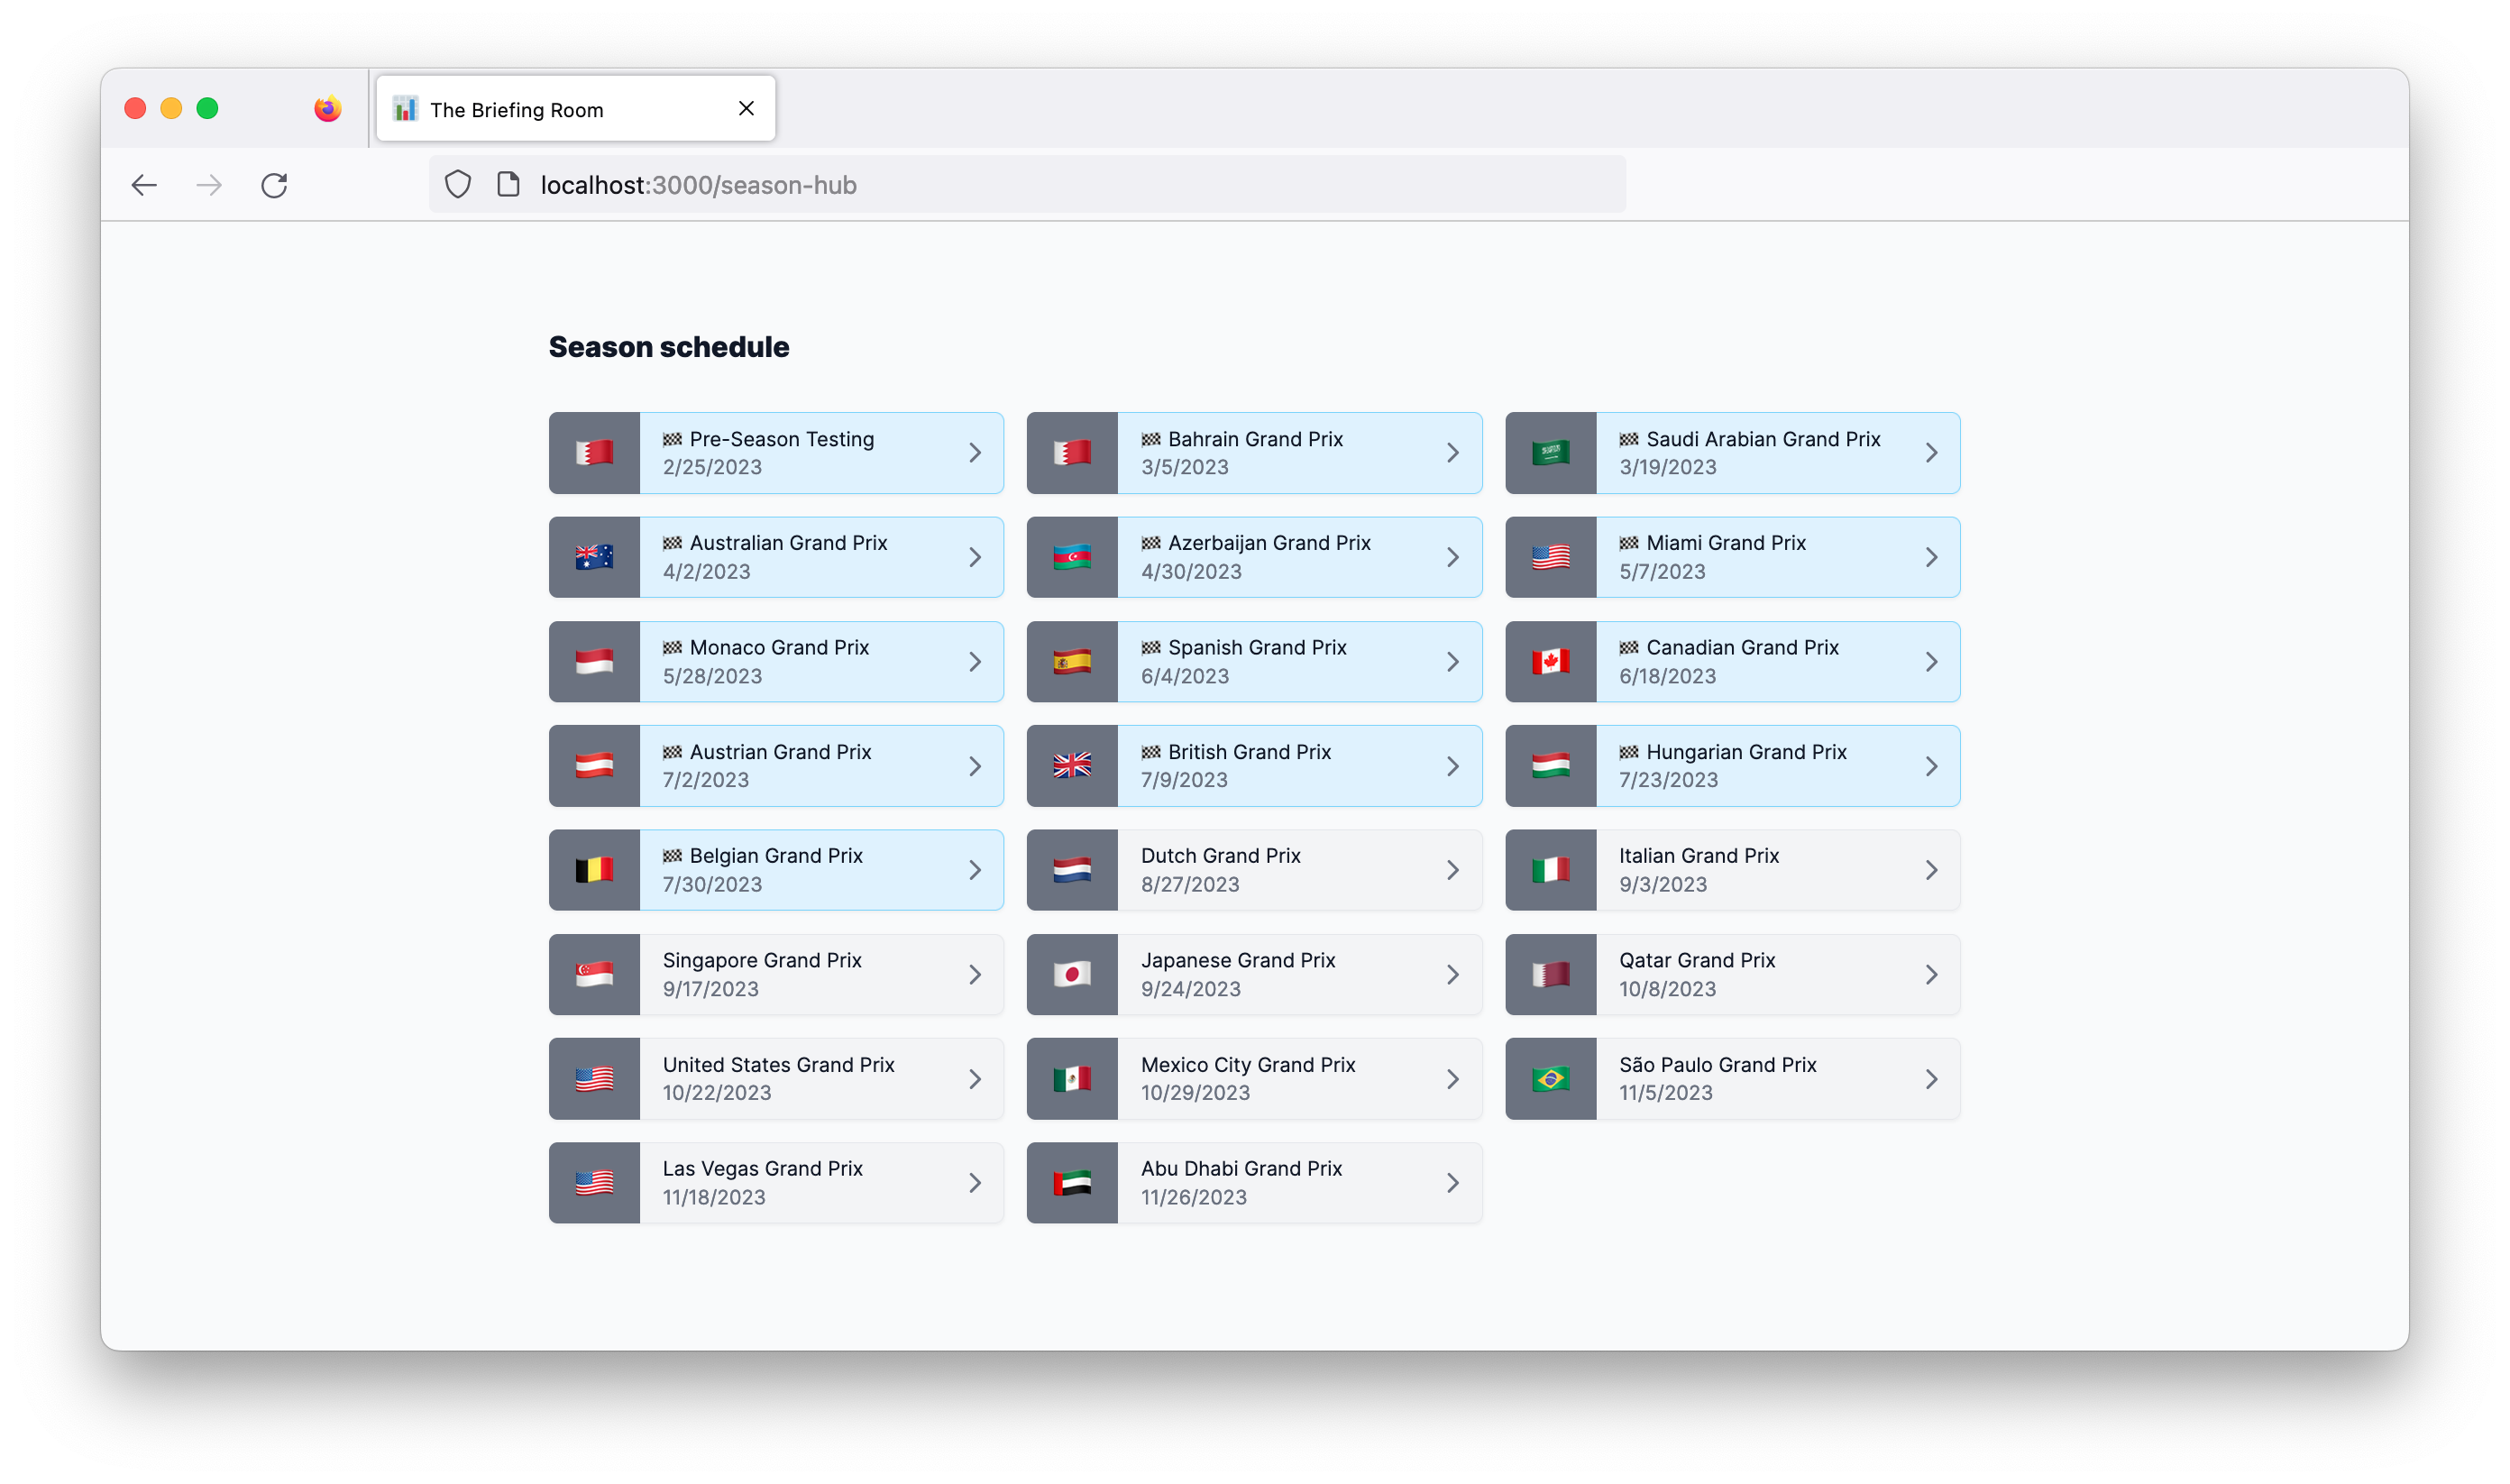 The Briefing Room
localhost:3000/season-hub
Season schedule
Pre-Season Testing
2/25/2023
Bahrain Grand Prix
3/5/2023
Saudi Arabian Grand Prix
3/19/2023
Australian Grand Prix
4/2/2023
Azerbaijan Grand Prix
4/30/2023
Miami Grand Prix
5/7/2023
Monaco Grand Prix
5/28/2023
Spanish Grand Prix
6/4/2023
Canadian Grand Prix
6/18/2023
Austrian Grand Prix
7/2/2023
British Grand Prix
7/9/2023
Hungarian Grand Prix
7/23/2023
Belgian Grand Prix
7/30/2023
Dutch Grand Prix
8/27/2023
Italian Grand Prix
9/3/2023
Singapore Grand Prix
9/17/2023
Japanese Grand Prix
9/24/2023
Qatar Grand Prix
10/8/2023
United States Grand Prix
10/22/2023
Mexico City Grand Prix
10/29/2023
São Paulo Grand Prix
11/5/2023
Las Vegas Grand Prix
11/18/2023
Abu Dhabi Grand Prix
11/26/2023